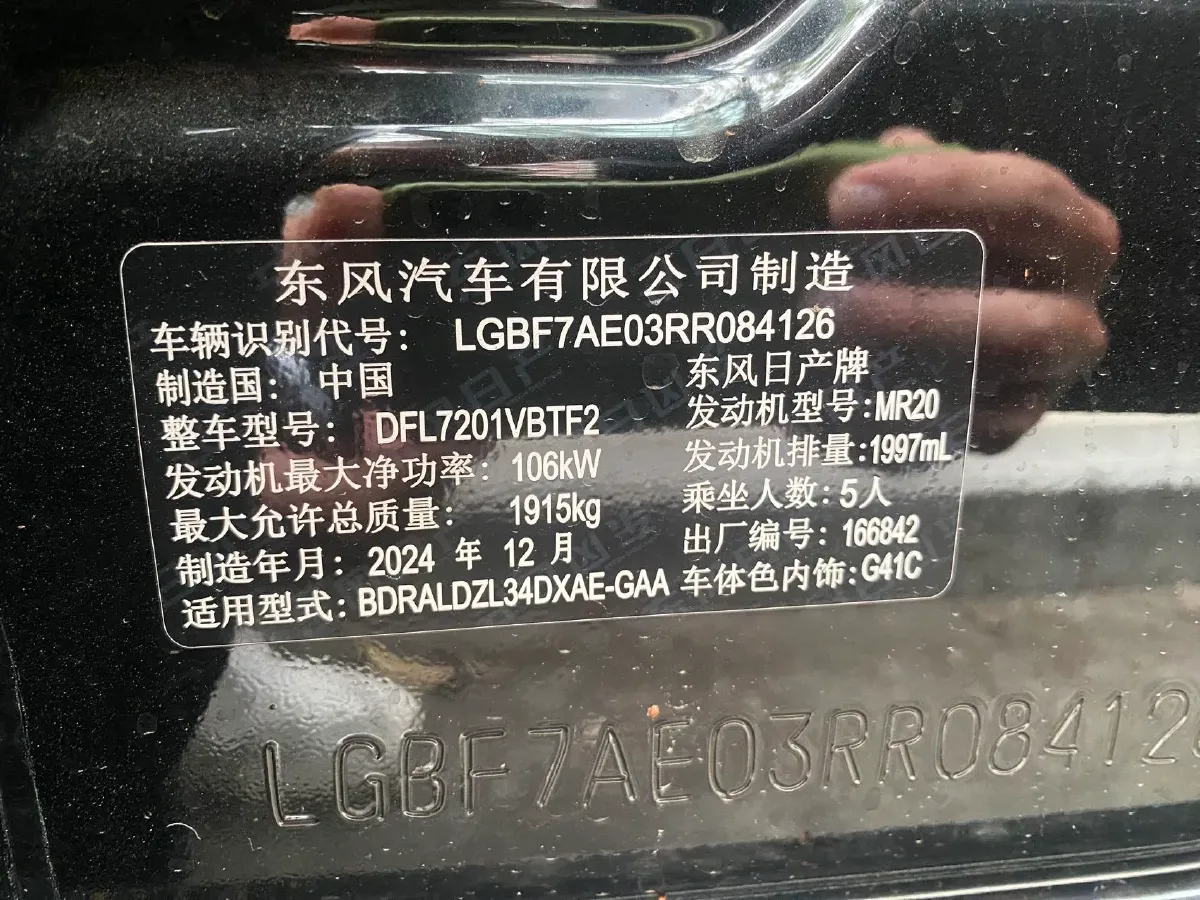 东风汽车有限公司制造
车辆识别代号: LGBF7AE03RR084126
制造国: 中国 东风日产牌
整车型号: DFL7201VBTF2 发动机型号:MR20
发动机最大净功率: 106kW 发动机排量:1997mL
最大允许总质量: 1915kg 乘坐人数:5人
制造年月: 2024 年 12 月 出厂编号: 166842
适用型式: BDRALDZL34DXAE-GAA 车体色内饰:G41C
LGBF7AE03RR08412